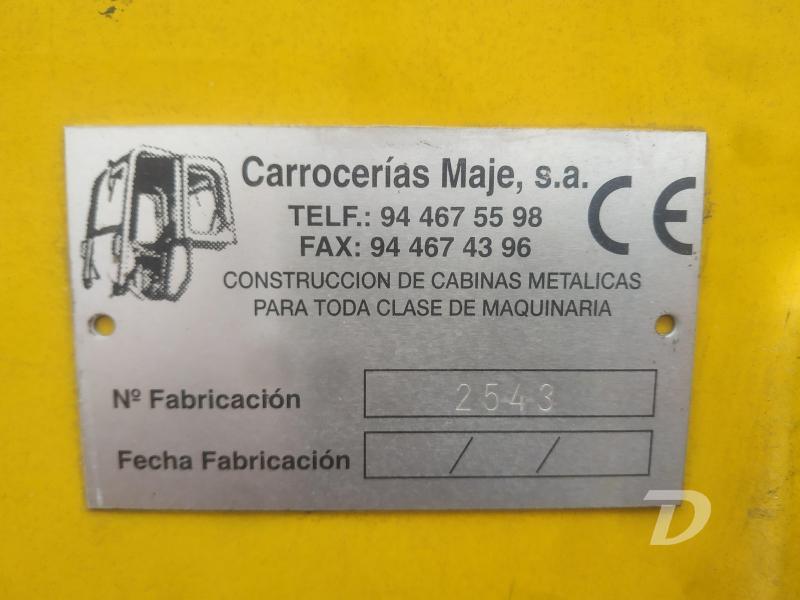 Carrocerías Maje, s.a.
CE
TELF.: 94 467 55 98
FAX: 94 467 43 96
CONSTRUCCION DE CABINAS METALICAS
PARA TODA CLASE DE MAQUINARIA
Nº Fabricación 2543
Fecha Fabricación / /
D